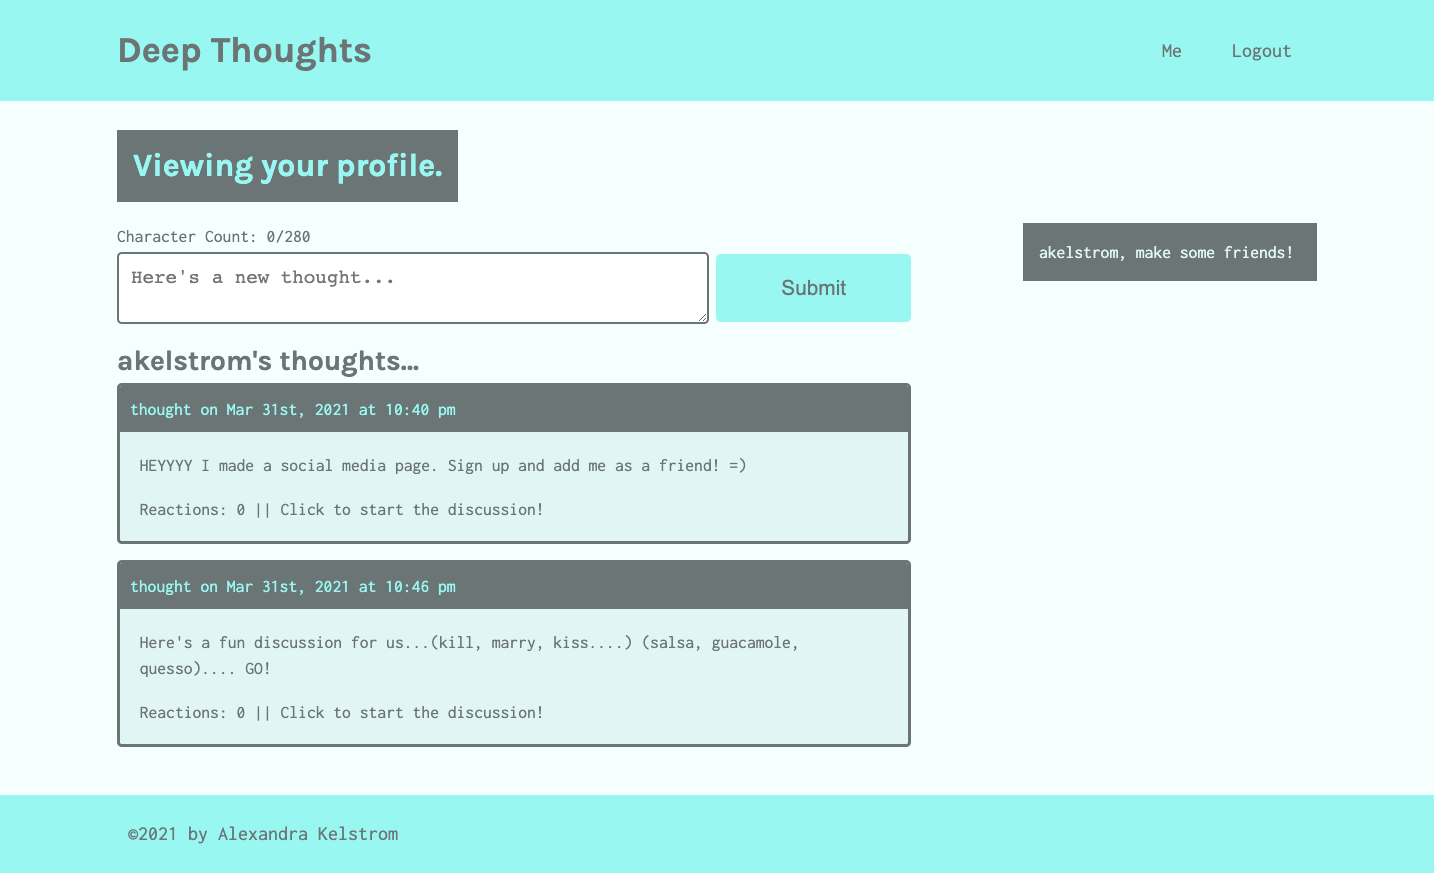 Deep Thoughts
Me
Logout
Viewing your profile.
Character Count: 0/280
Here's a new thought...
Submit
akelstrom, make some friends!
akelstrom's thoughts...
thought on Mar 31st, 2021 at 10:40 pm
HEYYYY I made a social media page. Sign up and add me as a friend! =)
Reactions: 0 || Click to start the discussion!
thought on Mar 31st, 2021 at 10:46 pm
Here's a fun discussion for us...(kill, marry, kiss....) (salsa, guacamole,
quesso).... GO!
Reactions: 0 || Click to start the discussion!
©2021 by Alexandra Kelstrom